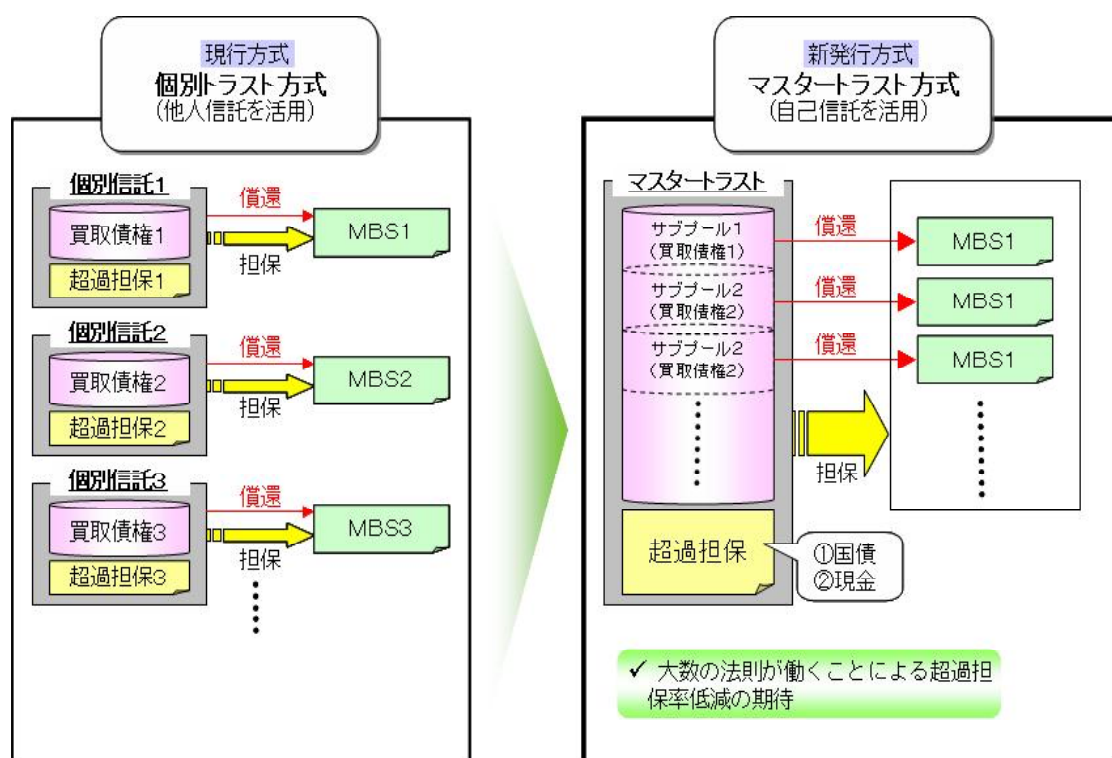 現行方式
個別トラスト方式
(他人信託を活用)
個別信託1
買取債権1
超過担保1
償還
担保
MBS1
個別信託2
買取債権2
超過担保2
償還
担保
MBS2
個別信託3
買取債権3
超過担保3
償還
担保
MBS3
新発行方式
マスタートラスト方式
(自己信託を活用)
マスタートラスト
サブプール1
(買取債権1)
償還
MBS1
サブプール2
(買取債権2)
償還
MBS1
サブプール2
(買取債権2)
償還
MBS1
担保
超過担保
①国債
②現金
✓ 大数の法則が働くことによる超過担
保率低減の期待